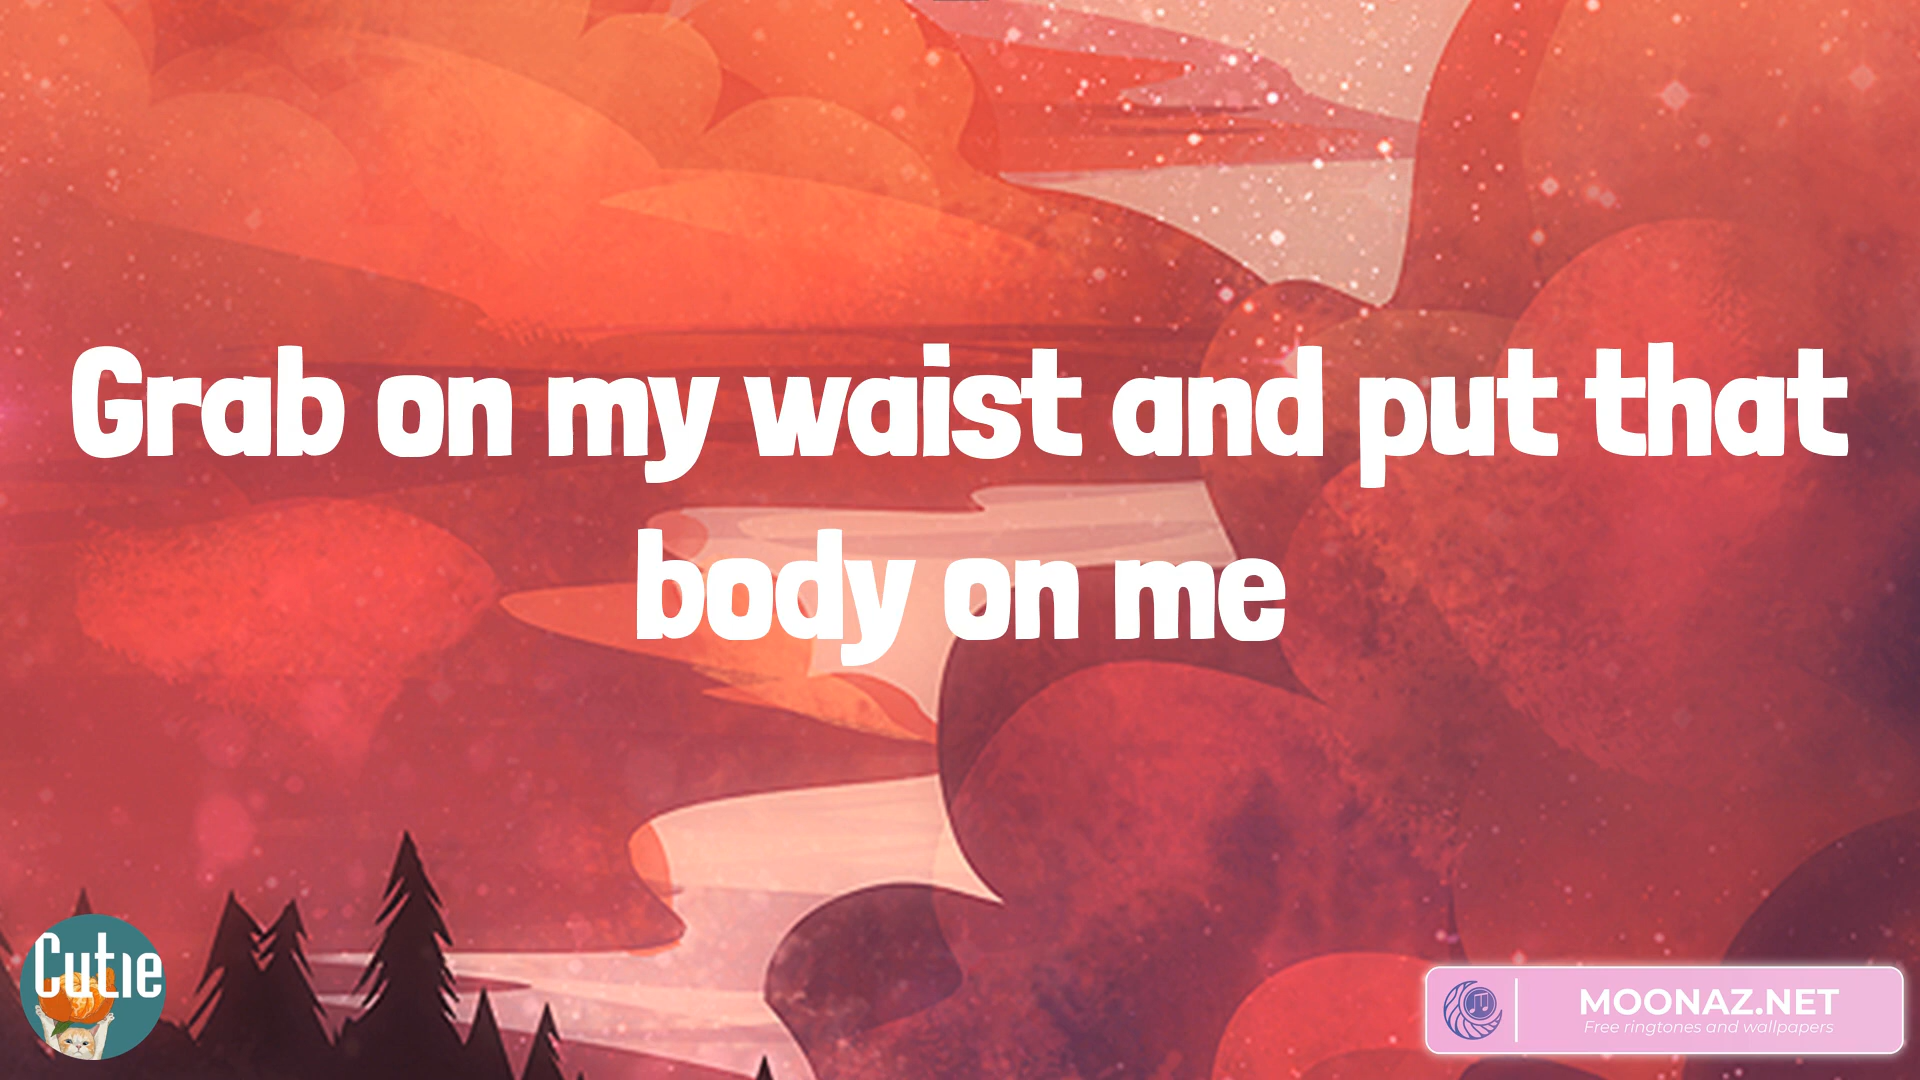 Grab on my waist and put that
body on me
Cutie
MOONAZ.NET
Free ringtones and wallpapers